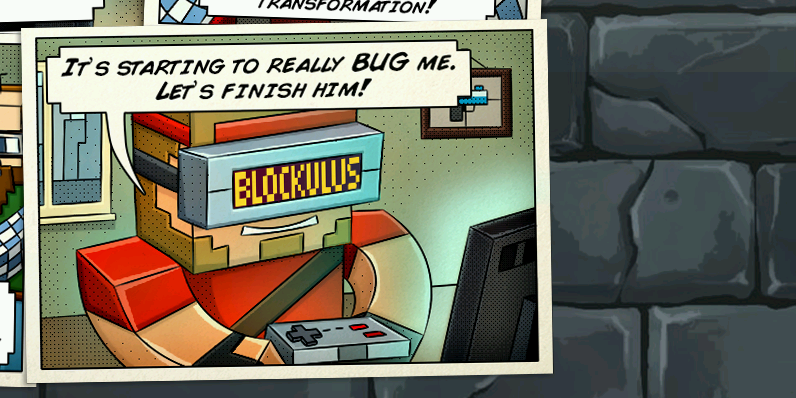 TRANSFORMATION!
IT'S STARTING TO REALLY BUG ME.
LET'S FINISH HIM!
BLOCKULUS